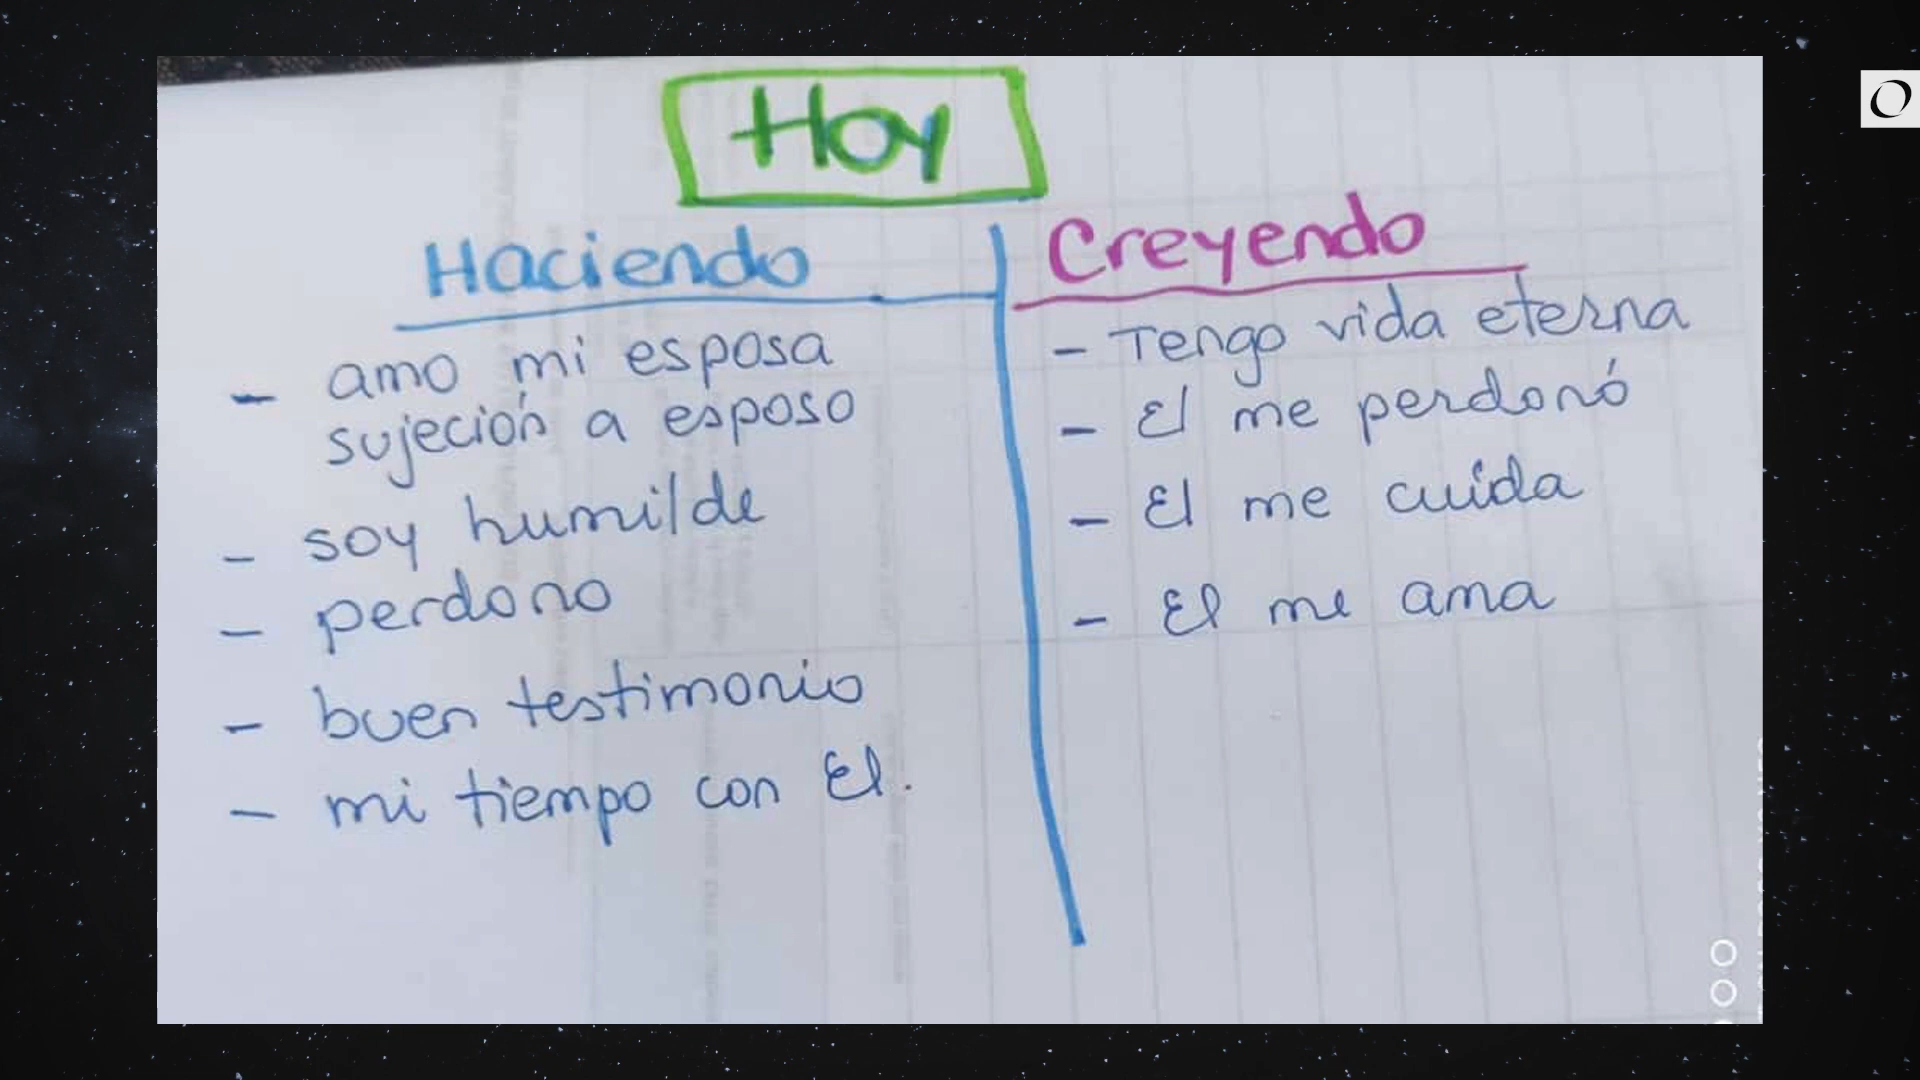 Hoy
Haciendo
- amo mi esposa
sujeción a esposo
- soy humilde
- perdono
- buen testimonio
- mi tiempo con El.
Creyendo
- Tengo vida eterna
- El me perdonó
- El me cuida
- El me ama